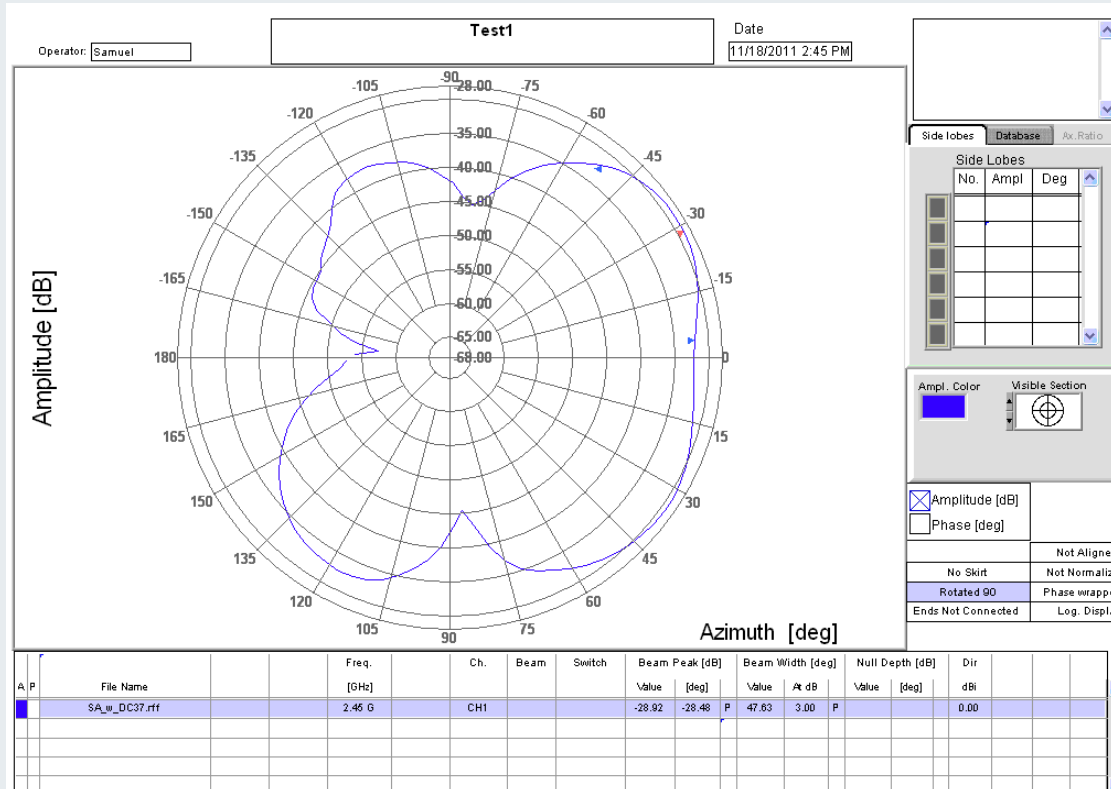 Test1
Date
Operator: Samuel
11/18/2011 2:45 PM
-90
-28.00
-105
-75
-120
-60
-35.00
-135
-45
-40.00
-150
-45.00
-30
-50.00
-165
-55.00
-15
-60.00
-65.00
180
-68.00
0
165
15
150
30
135
45
120
60
105
75
90
Amplitude [dB]
Azimuth [deg]
Side lobes Database Ax.Ratio
Side Lobes
No. Ampl Deg
Ampl. Color Visible Section
Amplitude [dB]
Phase [deg]
Not Aligne
No Skirt Not Normaliz
Rotated 90 Phase wrapp
Ends Not Connected Log. Displ.
Freq. Ch. Beam Switch Beam Peak [dB] Beam Width [deg] Null Depth [dB] Dir
A P File Name [GHz] Value [deg] Value At dB Value [deg] dBi
SA_w_DC37.rff 2.45 G CH1 -28.92 -28.48 P 47.63 3.00 P 0.00